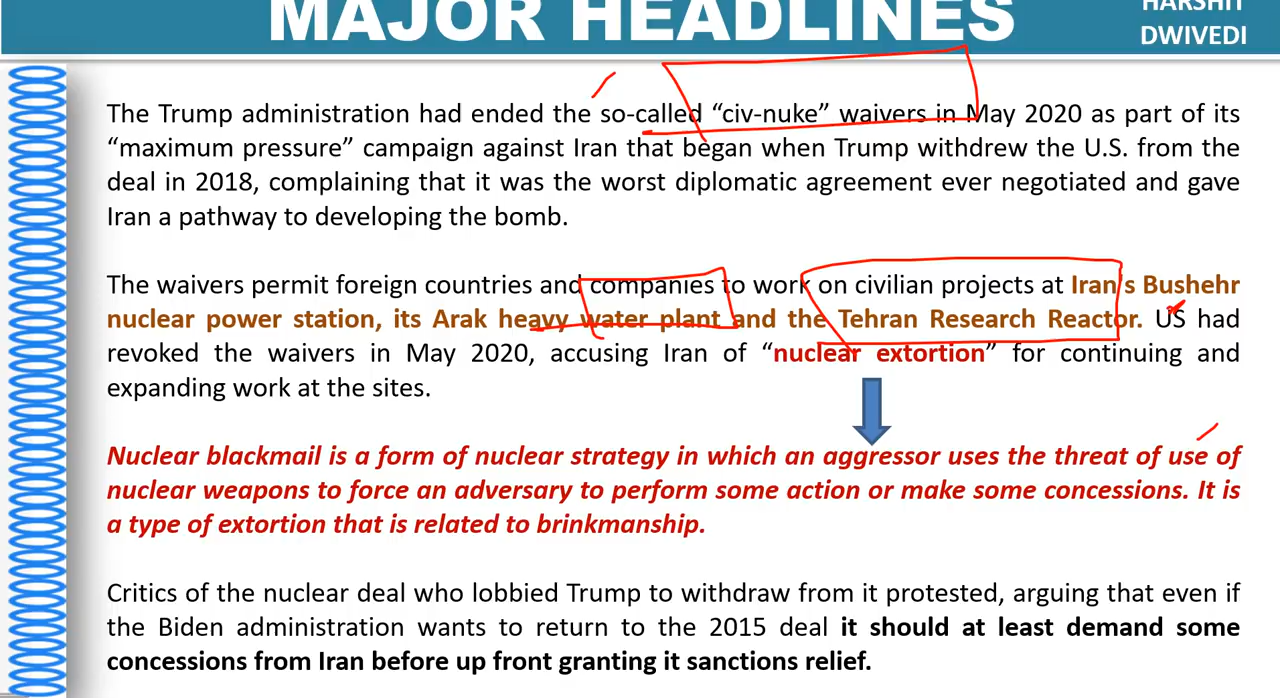 MAJOR HEADLINES
HARSHIT
DWIVEDI
The Trump administration had ended the so-called “civ-nuke” waivers in May 2020 as part of its
“maximum pressure” campaign against Iran that began when Trump withdrew the U.S. from the
deal in 2018, complaining that it was the worst diplomatic agreement ever negotiated and gave
Iran a pathway to developing the bomb.
The waivers permit foreign countries and companies to work on civilian projects at Iran's Bushehr
nuclear power station, its Arak heavy water plant and the Tehran Research Reactor. US had
revoked the waivers in May 2020, accusing Iran of “nuclear extortion” for continuing and
expanding work at the sites.
Nuclear blackmail is a form of nuclear strategy in which an aggressor uses the threat of use of
nuclear weapons to force an adversary to perform some action or make some concessions. It is
a type of extortion that is related to brinkmanship.
Critics of the nuclear deal who lobbied Trump to withdraw from it protested, arguing that even if
the Biden administration wants to return to the 2015 deal it should at least demand some
concessions from Iran before up front granting it sanctions relief.